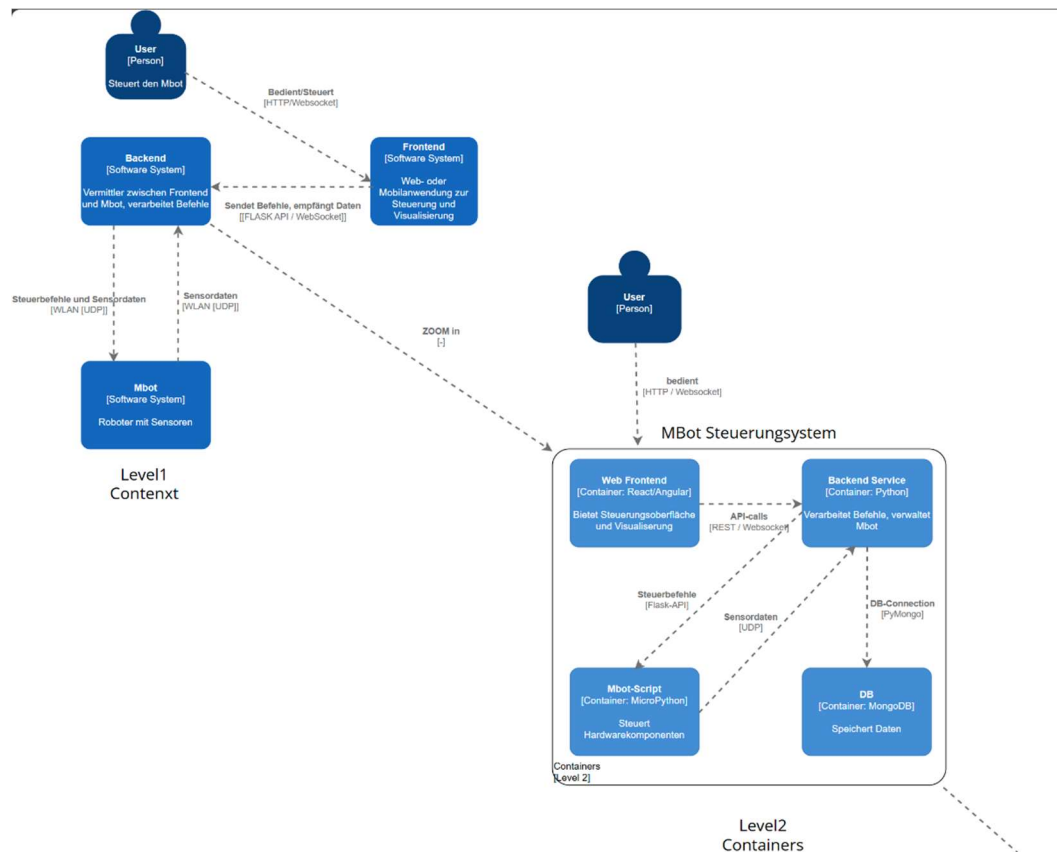 User
[Person]
Steuert den Mbot
Bedient/Steuert
[HTTP/Websocket]
Backend
[Software System]
Vermittler zwischen Frontend
und Mbot, verarbeitet Befehle
Frontend
[Software System]
Web- oder
Mobilanwendung zur
Steuerung und
Visualisierung
Sendet Befehle, empfängt Daten
[[FLASK API / WebSocket]]
Steuerbefehle und Sensordaten
[WLAN [UDP]]
Sensordaten
[WLAN [UDP]]
ZOOM in
[-]
Mbot
[Software System]
Roboter mit Sensoren
Level1
Contenxt
User
[Person]
bedient
[HTTP / Websocket]
MBot Steuerungsystem
Web Frontend
[Container: React/Angular]
Bietet Steuerungsoberfläche
und Visualiserung
API-calls
[REST / Websocket]
Backend Service
[Container: Python]
Verarbeitet Befehle, verwaltet
Mbot
Steuerbefehle
[Flask-API]
Sensordaten
[UDP]
DB-Connection
[PyMongo]
Mbot-Script
[Container: MicroPython]
Steuert
Hardwarekomponenten
DB
[Container: MongoDB]
Speichert Daten
Containers
[Level 2]
Level2
Containers